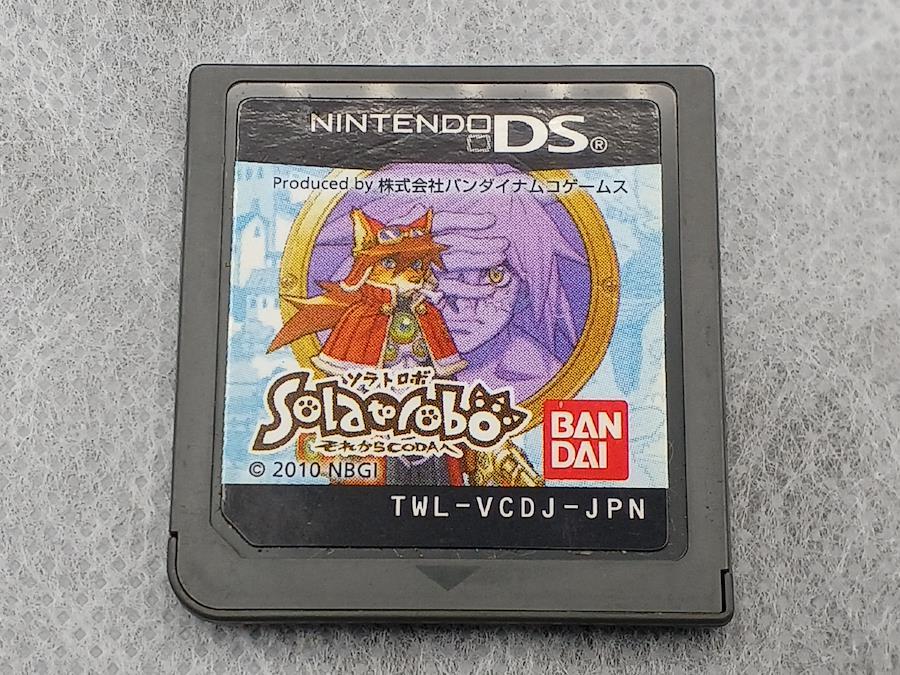 NINTENDO DS®
Produced by 株式会社バンダイナムコゲームス
ソラトロボ
Solatorobo
それからCODAへ
BAN
DAI
© 2010 NBGI
TWL-VCDJ-JPN